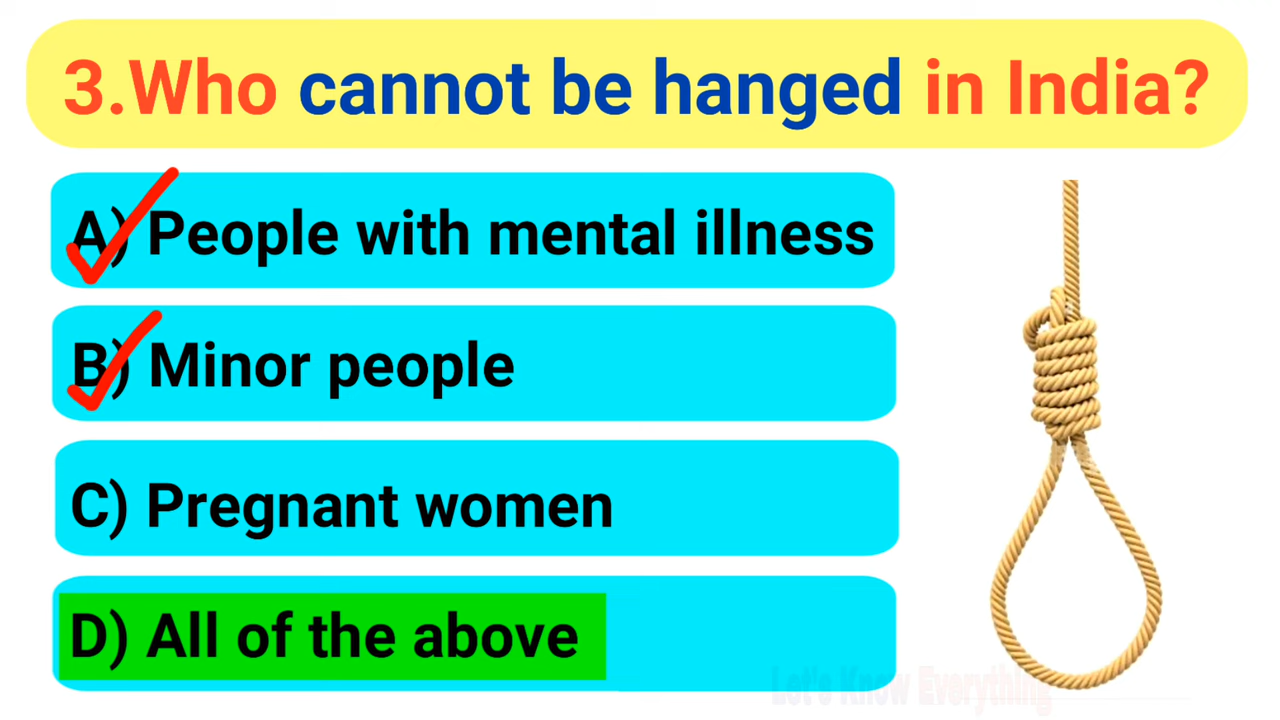 3.Who cannot be hanged in India?
A) People with mental illness
B) Minor people
C) Pregnant women
D) All of the above
Let's Know Everything